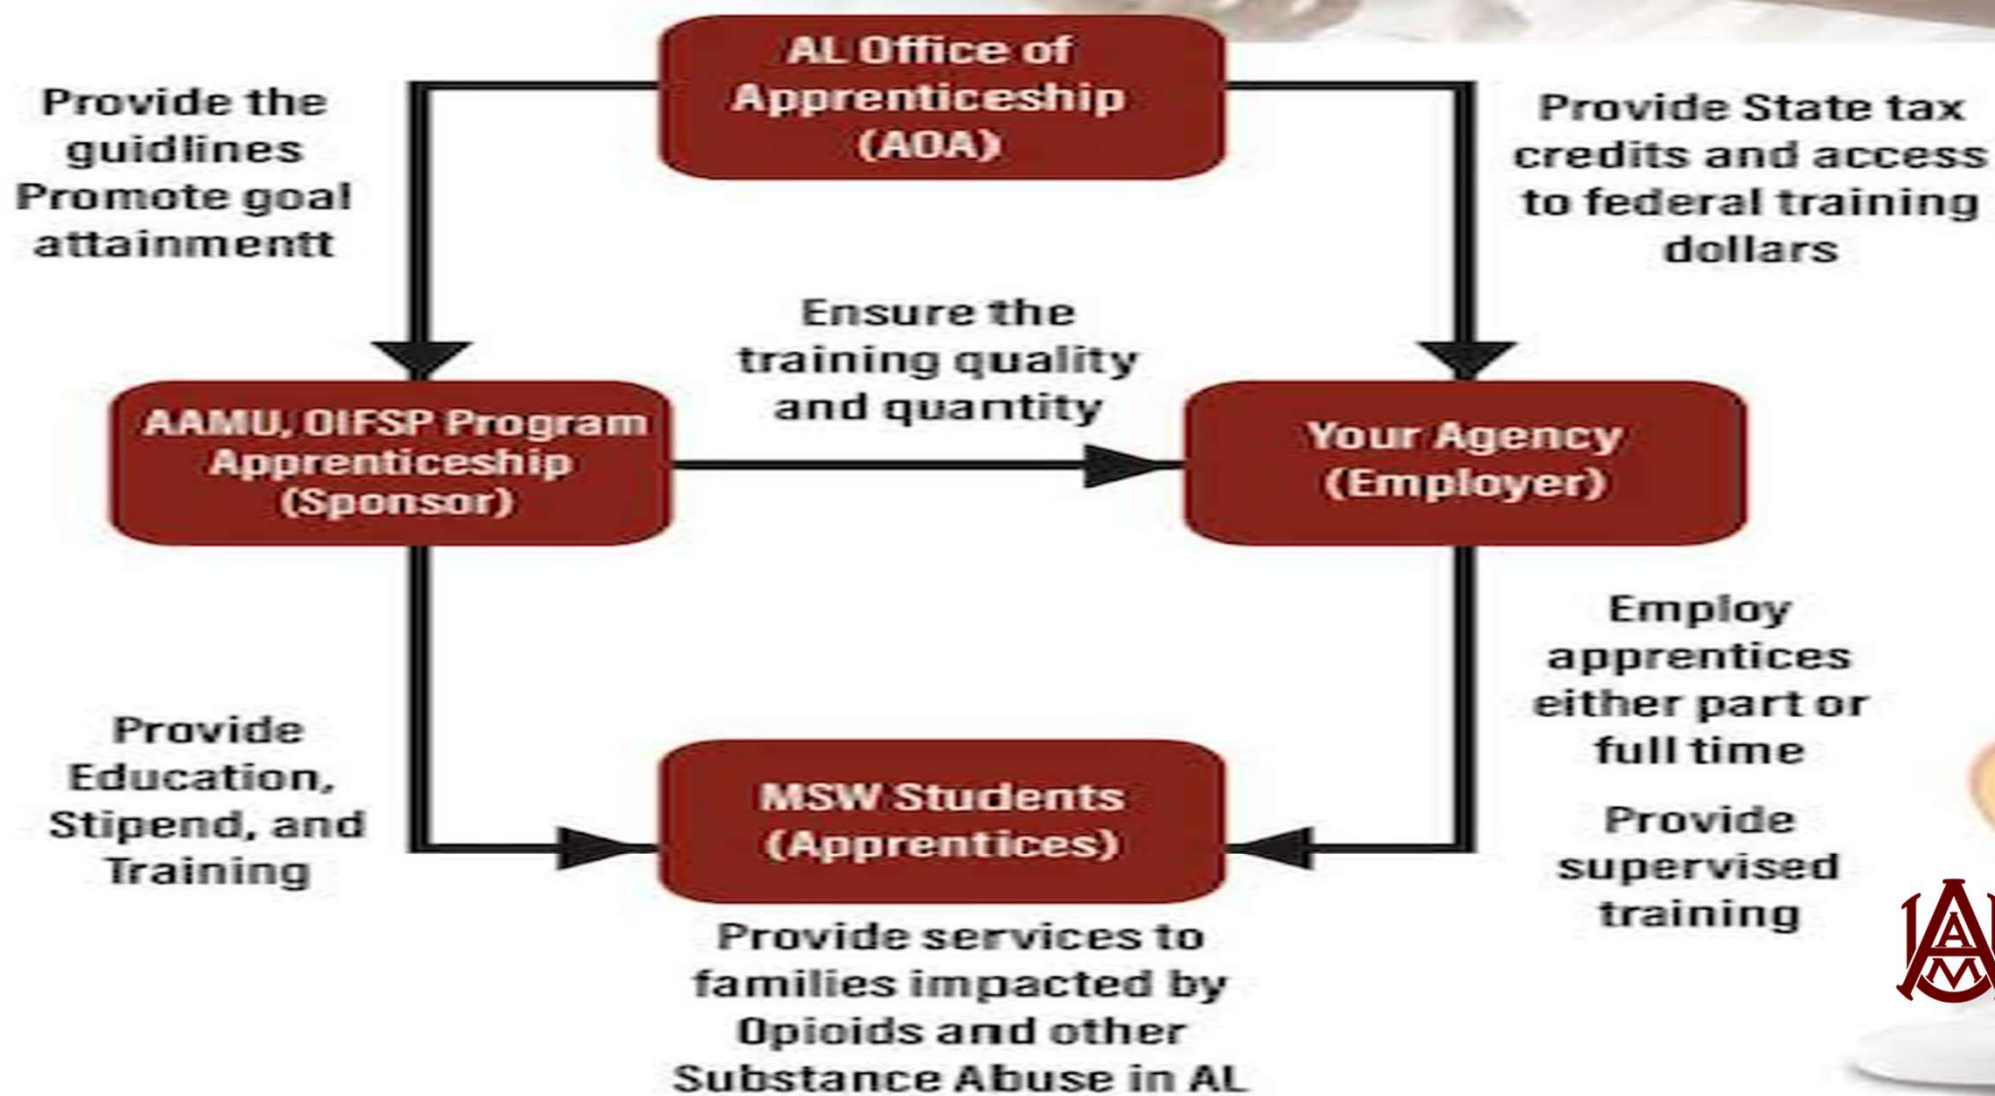 AL Office of
Apprenticeship
(AOA)
Provide the
guidlines
Promote goal
attainmentt
Provide State tax
credits and access
to federal training
dollars
Ensure the
training quality
and quantity
AAMU, OIFSP Program
Apprenticeship
(Sponsor)
Your Agency
(Employer)
Provide
Education,
Stipend, and
Training
Employ
apprentices
either part or
full time
Provide
supervised
training
MSW Students
(Apprentices)
Provide services to
families impacted by
Opioids and other
Substance Abuse in AL